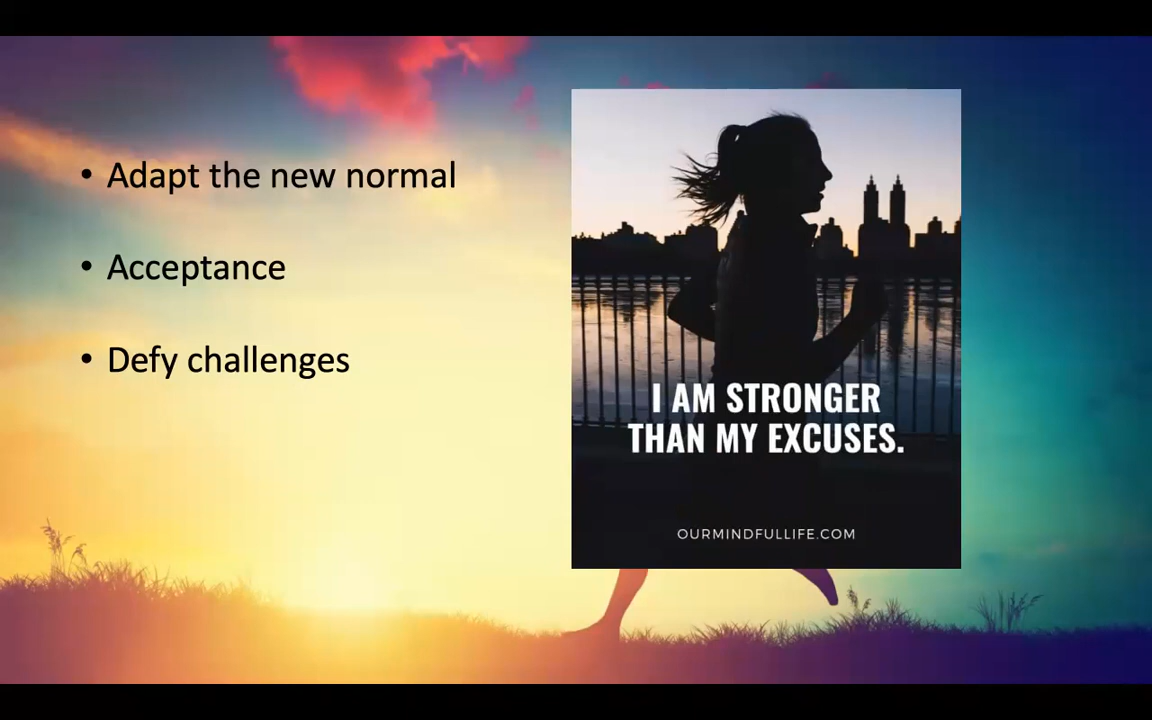 • Adapt the new normal
• Acceptance
• Defy challenges
I AM STRONGER
THAN MY EXCUSES.
OURMINDFULLIFE.COM